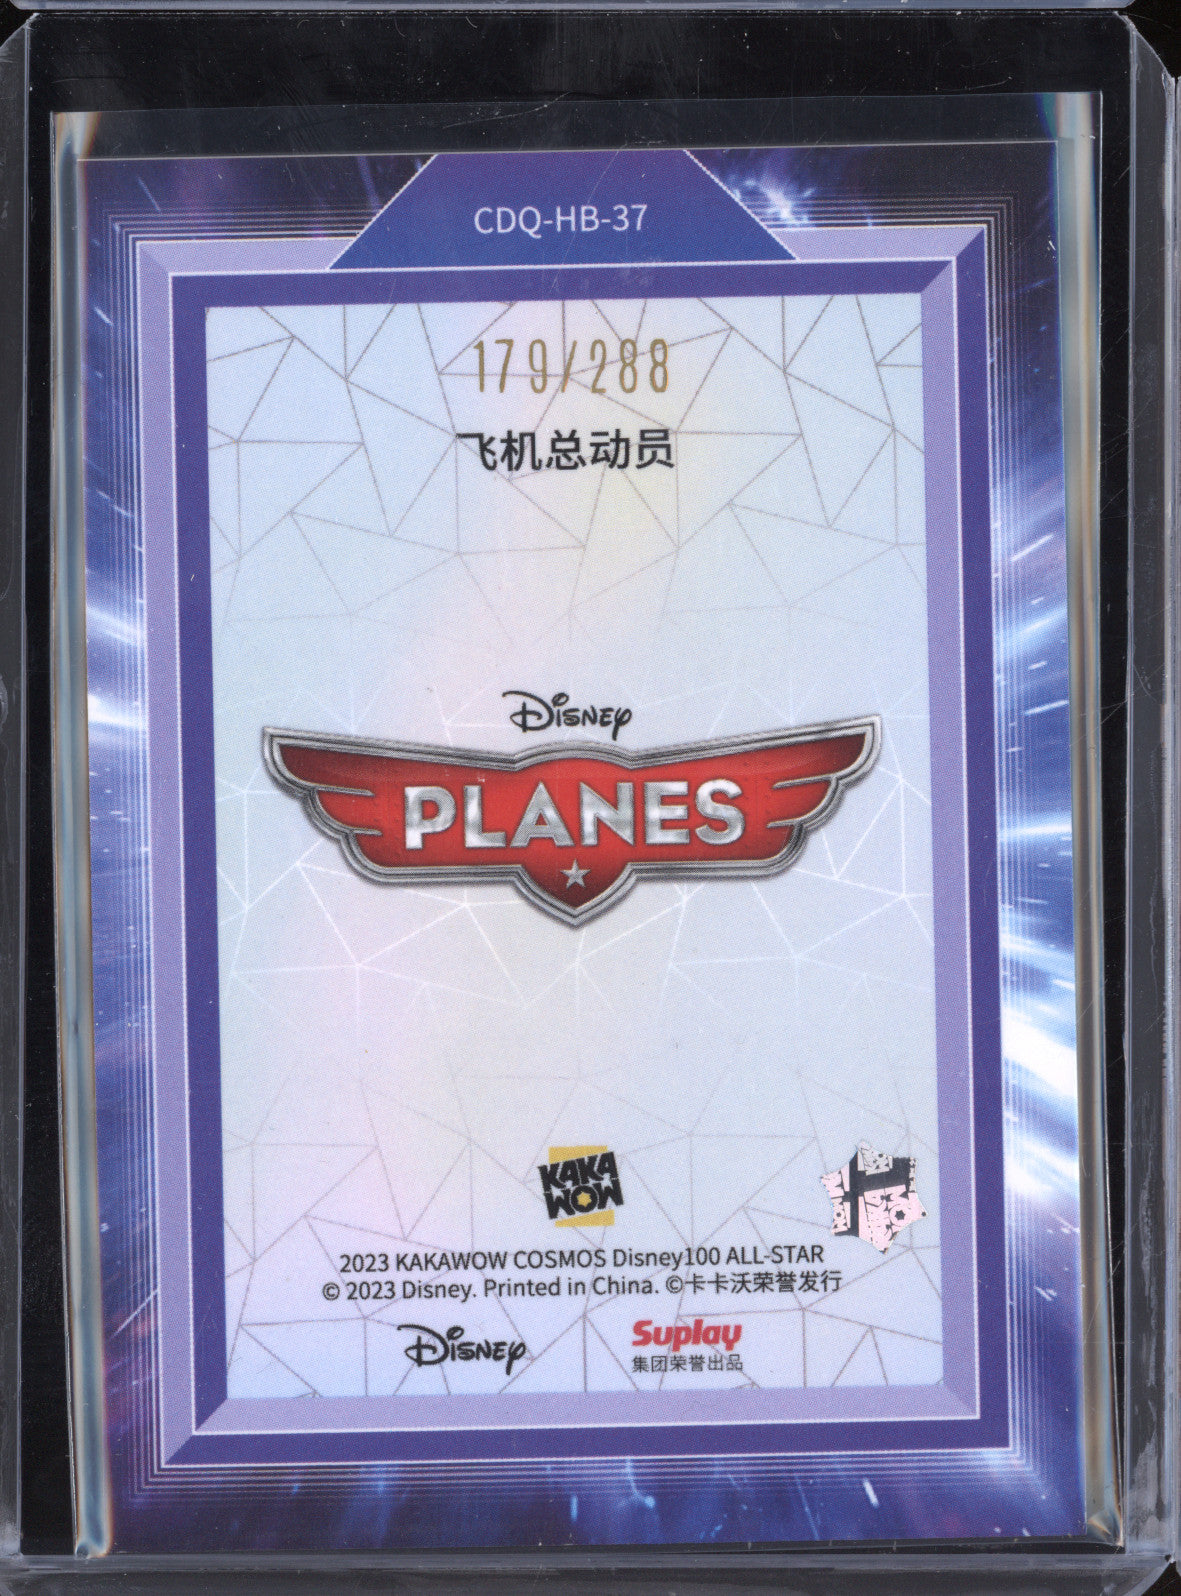 CDQ-HB-37
179/288
飞机总动员
Disney
PLANES
KAKA
WOW
2023 KAKAWOW COSMOS Disney100 ALL-STAR
© 2023 Disney. Printed in China. ©卡卡沃荣誉发行
Disney
Suplay
集团荣誉出品